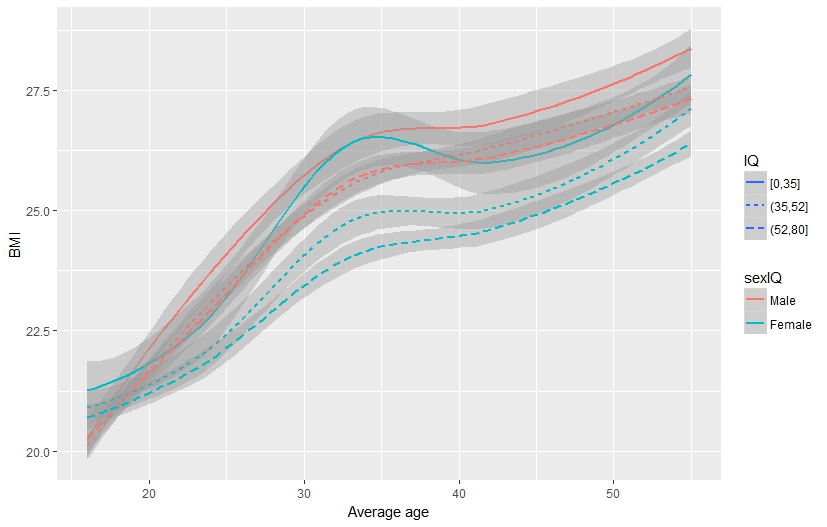 27.5
25.0
22.5
20.0
BMI
20
30
40
50
Average age
IQ
[0,35]
(35,52]
(52,80]
sexIQ
Male
Female